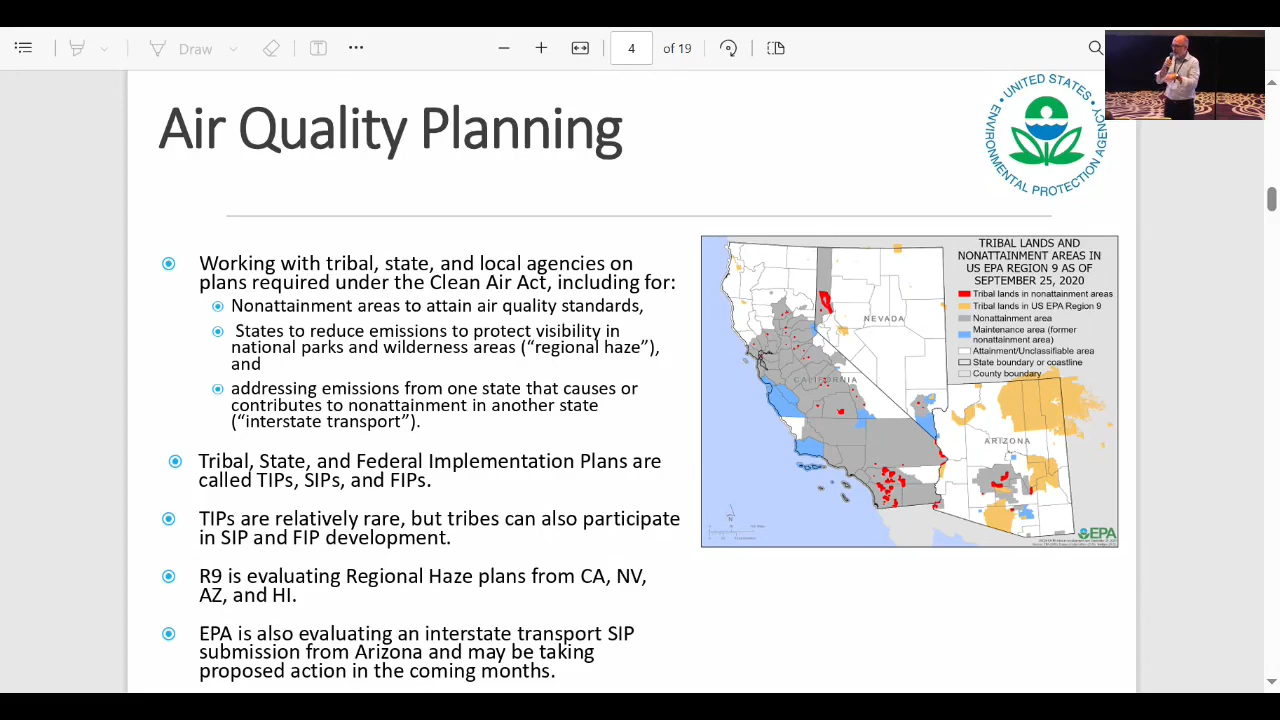 Draw
4 of 19
Air Quality Planning
UNITED STATES
ENVIRONMENTAL PROTECTION AGENCY
Working with tribal, state, and local agencies on
plans required under the Clean Air Act, including for:
Nonattainment areas to attain air quality standards,
States to reduce emissions to protect visibility in
national parks and wilderness areas (“regional haze”),
and
addressing emissions from one state that causes or
contributes to nonattainment in another state
(“interstate transport”).
Tribal, State, and Federal Implementation Plans are
called TIPs, SIPs, and FIPs.
TIPs are relatively rare, but tribes can also participate
in SIP and FIP development.
R9 is evaluating Regional Haze plans from CA, NV,
AZ, and HI.
EPA is also evaluating an interstate transport SIP
submission from Arizona and may be taking
proposed action in the coming months.
TRIBAL LANDS AND
NONATTAINMENT AREAS IN
US EPA REGION 9 AS OF
SEPTEMBER 25, 2020
Tribal lands in nonattainment areas
Tribal lands in US EPA Region 9
Nonattainment area
Maintenance area (former
nonattainment area)
Attainment/Unclassifiable area
State boundary or coastline
County boundary
NEVADA
CALIFORNIA
ARIZONA
EPA